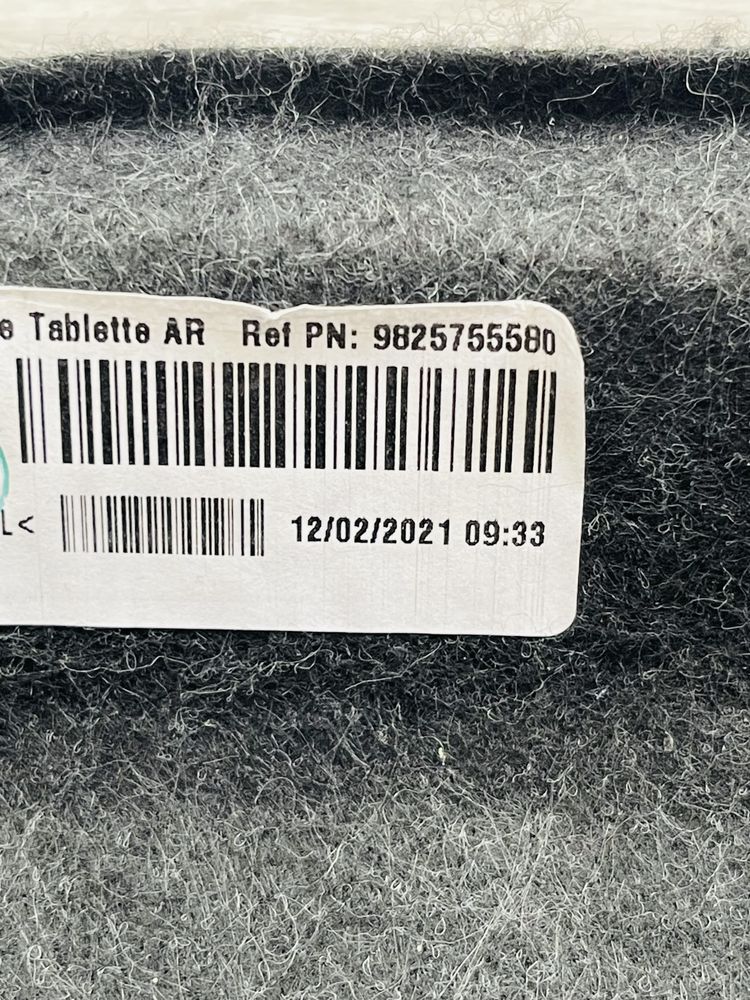 e Tablette AR Ref PN: 9825755580
L< 12/02/2021 09:33